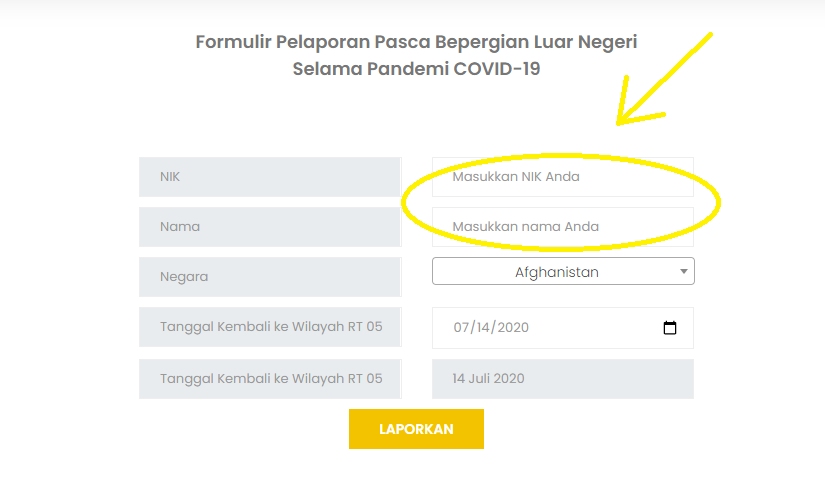 Formulir Pelaporan Pasca Bepergian Luar Negeri
Selama Pandemi COVID-19
NIK
Masukkan NIK Anda
Nama
Masukkan nama Anda
Negara
Afghanistan
Tanggal Kembali ke Wilayah RT 05
07/14/2020
Tanggal Kembali ke Wilayah RT 05
14 Juli 2020
LAPORKAN